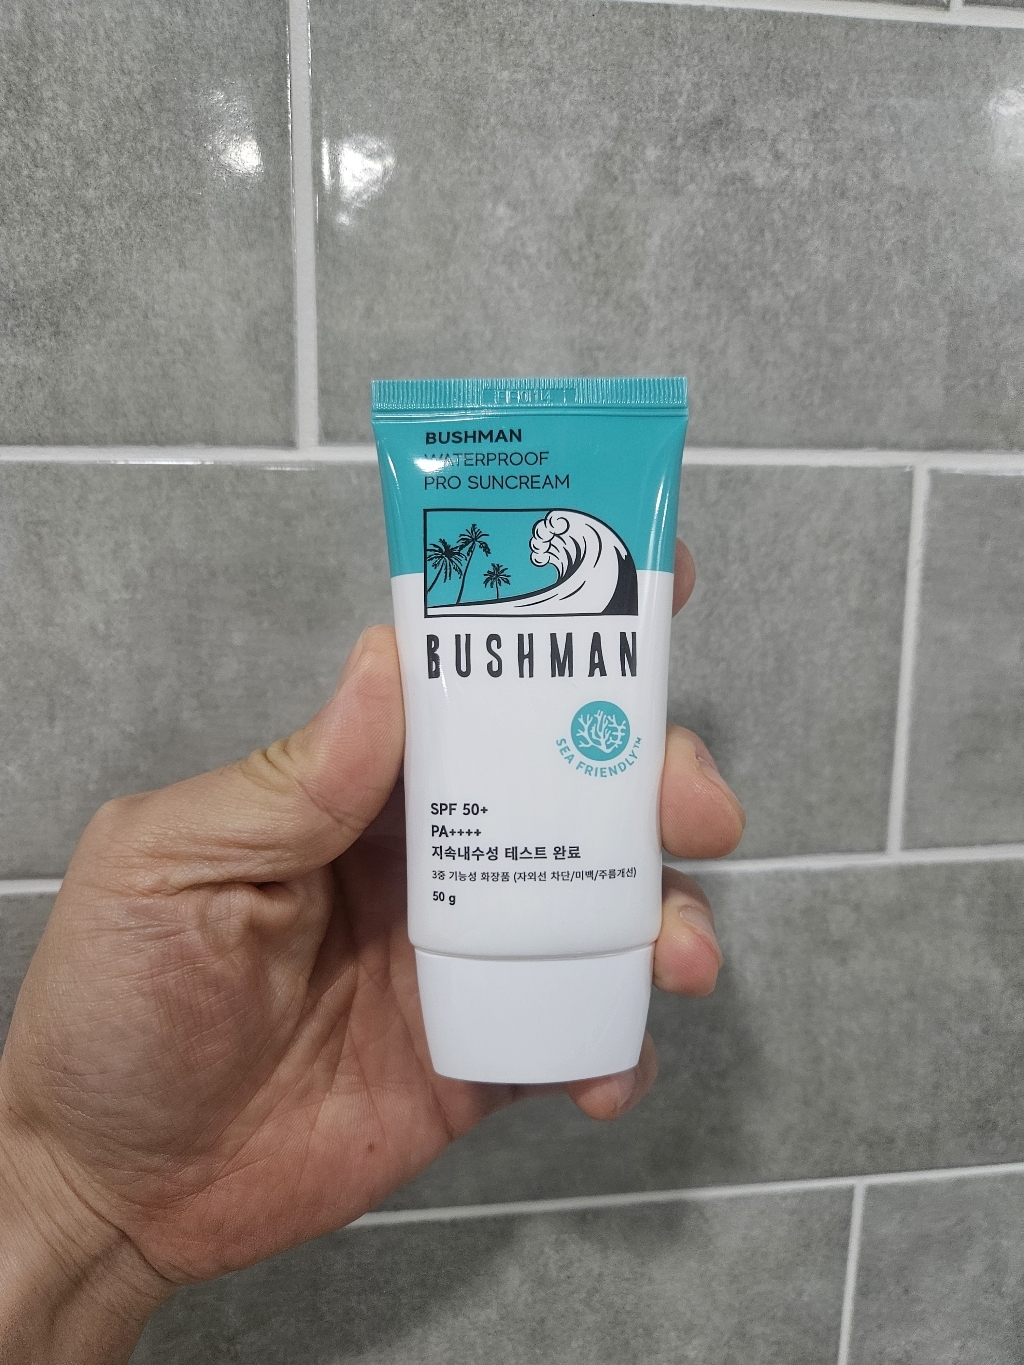 BUSHMAN
WATERPROOF
PRO SUNCREAM
BUSHMAN
SEA FRIENDLY™
SPF 50+
PA++++
지속내수성 테스트 완료
3중 기능성 화장품 (자외선 차단/미백/주름개선)
50 g